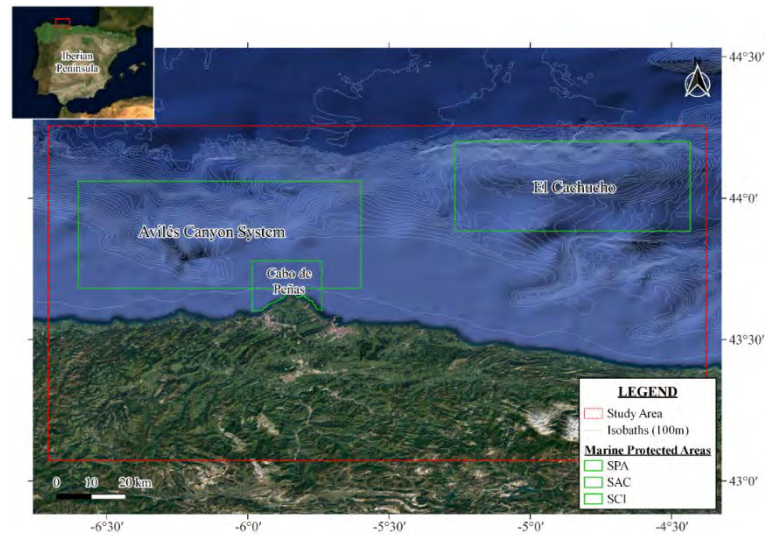 Iberian
Peninsula
N
44°30'
44°0'
43°30'
43°0'
El Cachucho
Avilés Canyon System
Cabo de
Peñas
LEGEND
Study Area
Isobaths (100m)
Marine Protected Areas
SPA
SAC
SCI
0 10 20 km
-6°30'
-6°0'
-5°30'
-5°0'
-4°30'